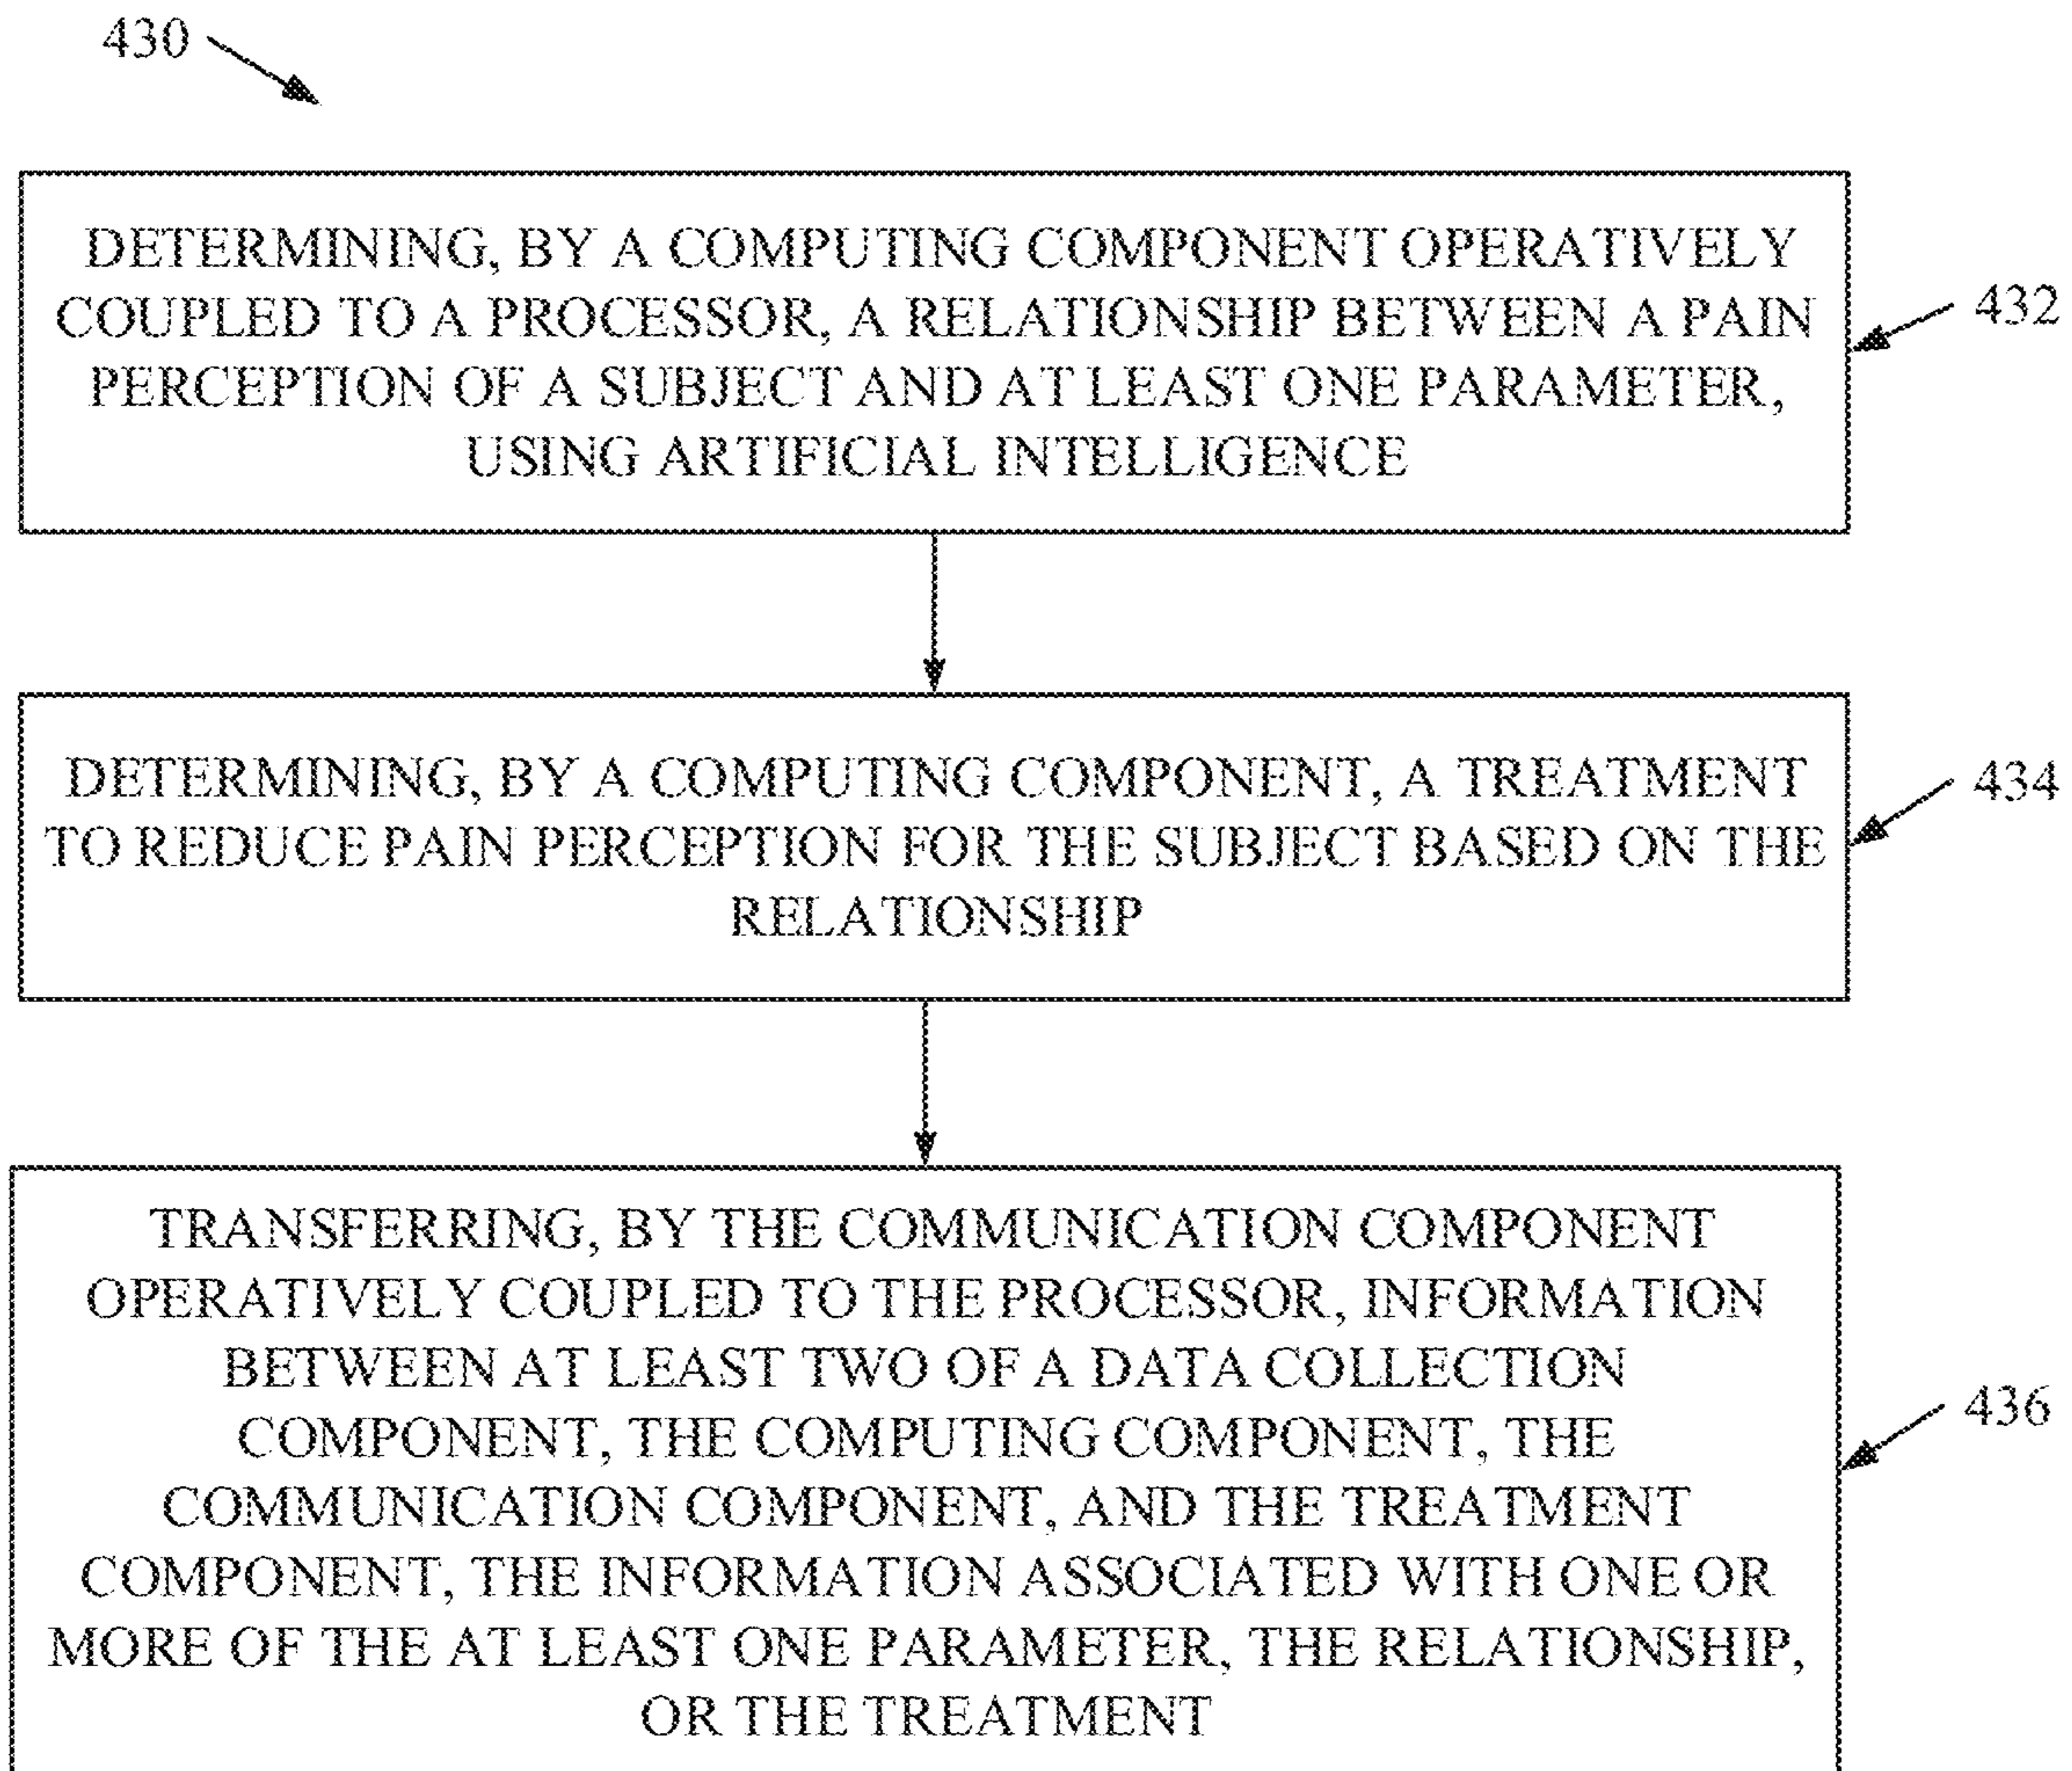 430
DETERMINING, BY A COMPUTING COMPONENT OPERATIVELY
COUPLED TO A PROCESSOR, A RELATIONSHIP BETWEEN A PAIN
PERCEPTION OF A SUBJECT AND AT LEAST ONE PARAMETER,
USING ARTIFICIAL INTELLIGENCE
432
DETERMINING, BY A COMPUTING COMPONENT, A TREATMENT
TO REDUCE PAIN PERCEPTION FOR THE SUBJECT BASED ON THE
RELATIONSHIP
434
TRANSFERRING, BY THE COMMUNICATION COMPONENT
OPERATIVELY COUPLED TO THE PROCESSOR, INFORMATION
BETWEEN AT LEAST TWO OF A DATA COLLECTION
COMPONENT, THE COMPUTING COMPONENT, THE
COMMUNICATION COMPONENT, AND THE TREATMENT
COMPONENT, THE INFORMATION ASSOCIATED WITH ONE OR
MORE OF THE AT LEAST ONE PARAMETER, THE RELATIONSHIP,
OR THE TREATMENT
436